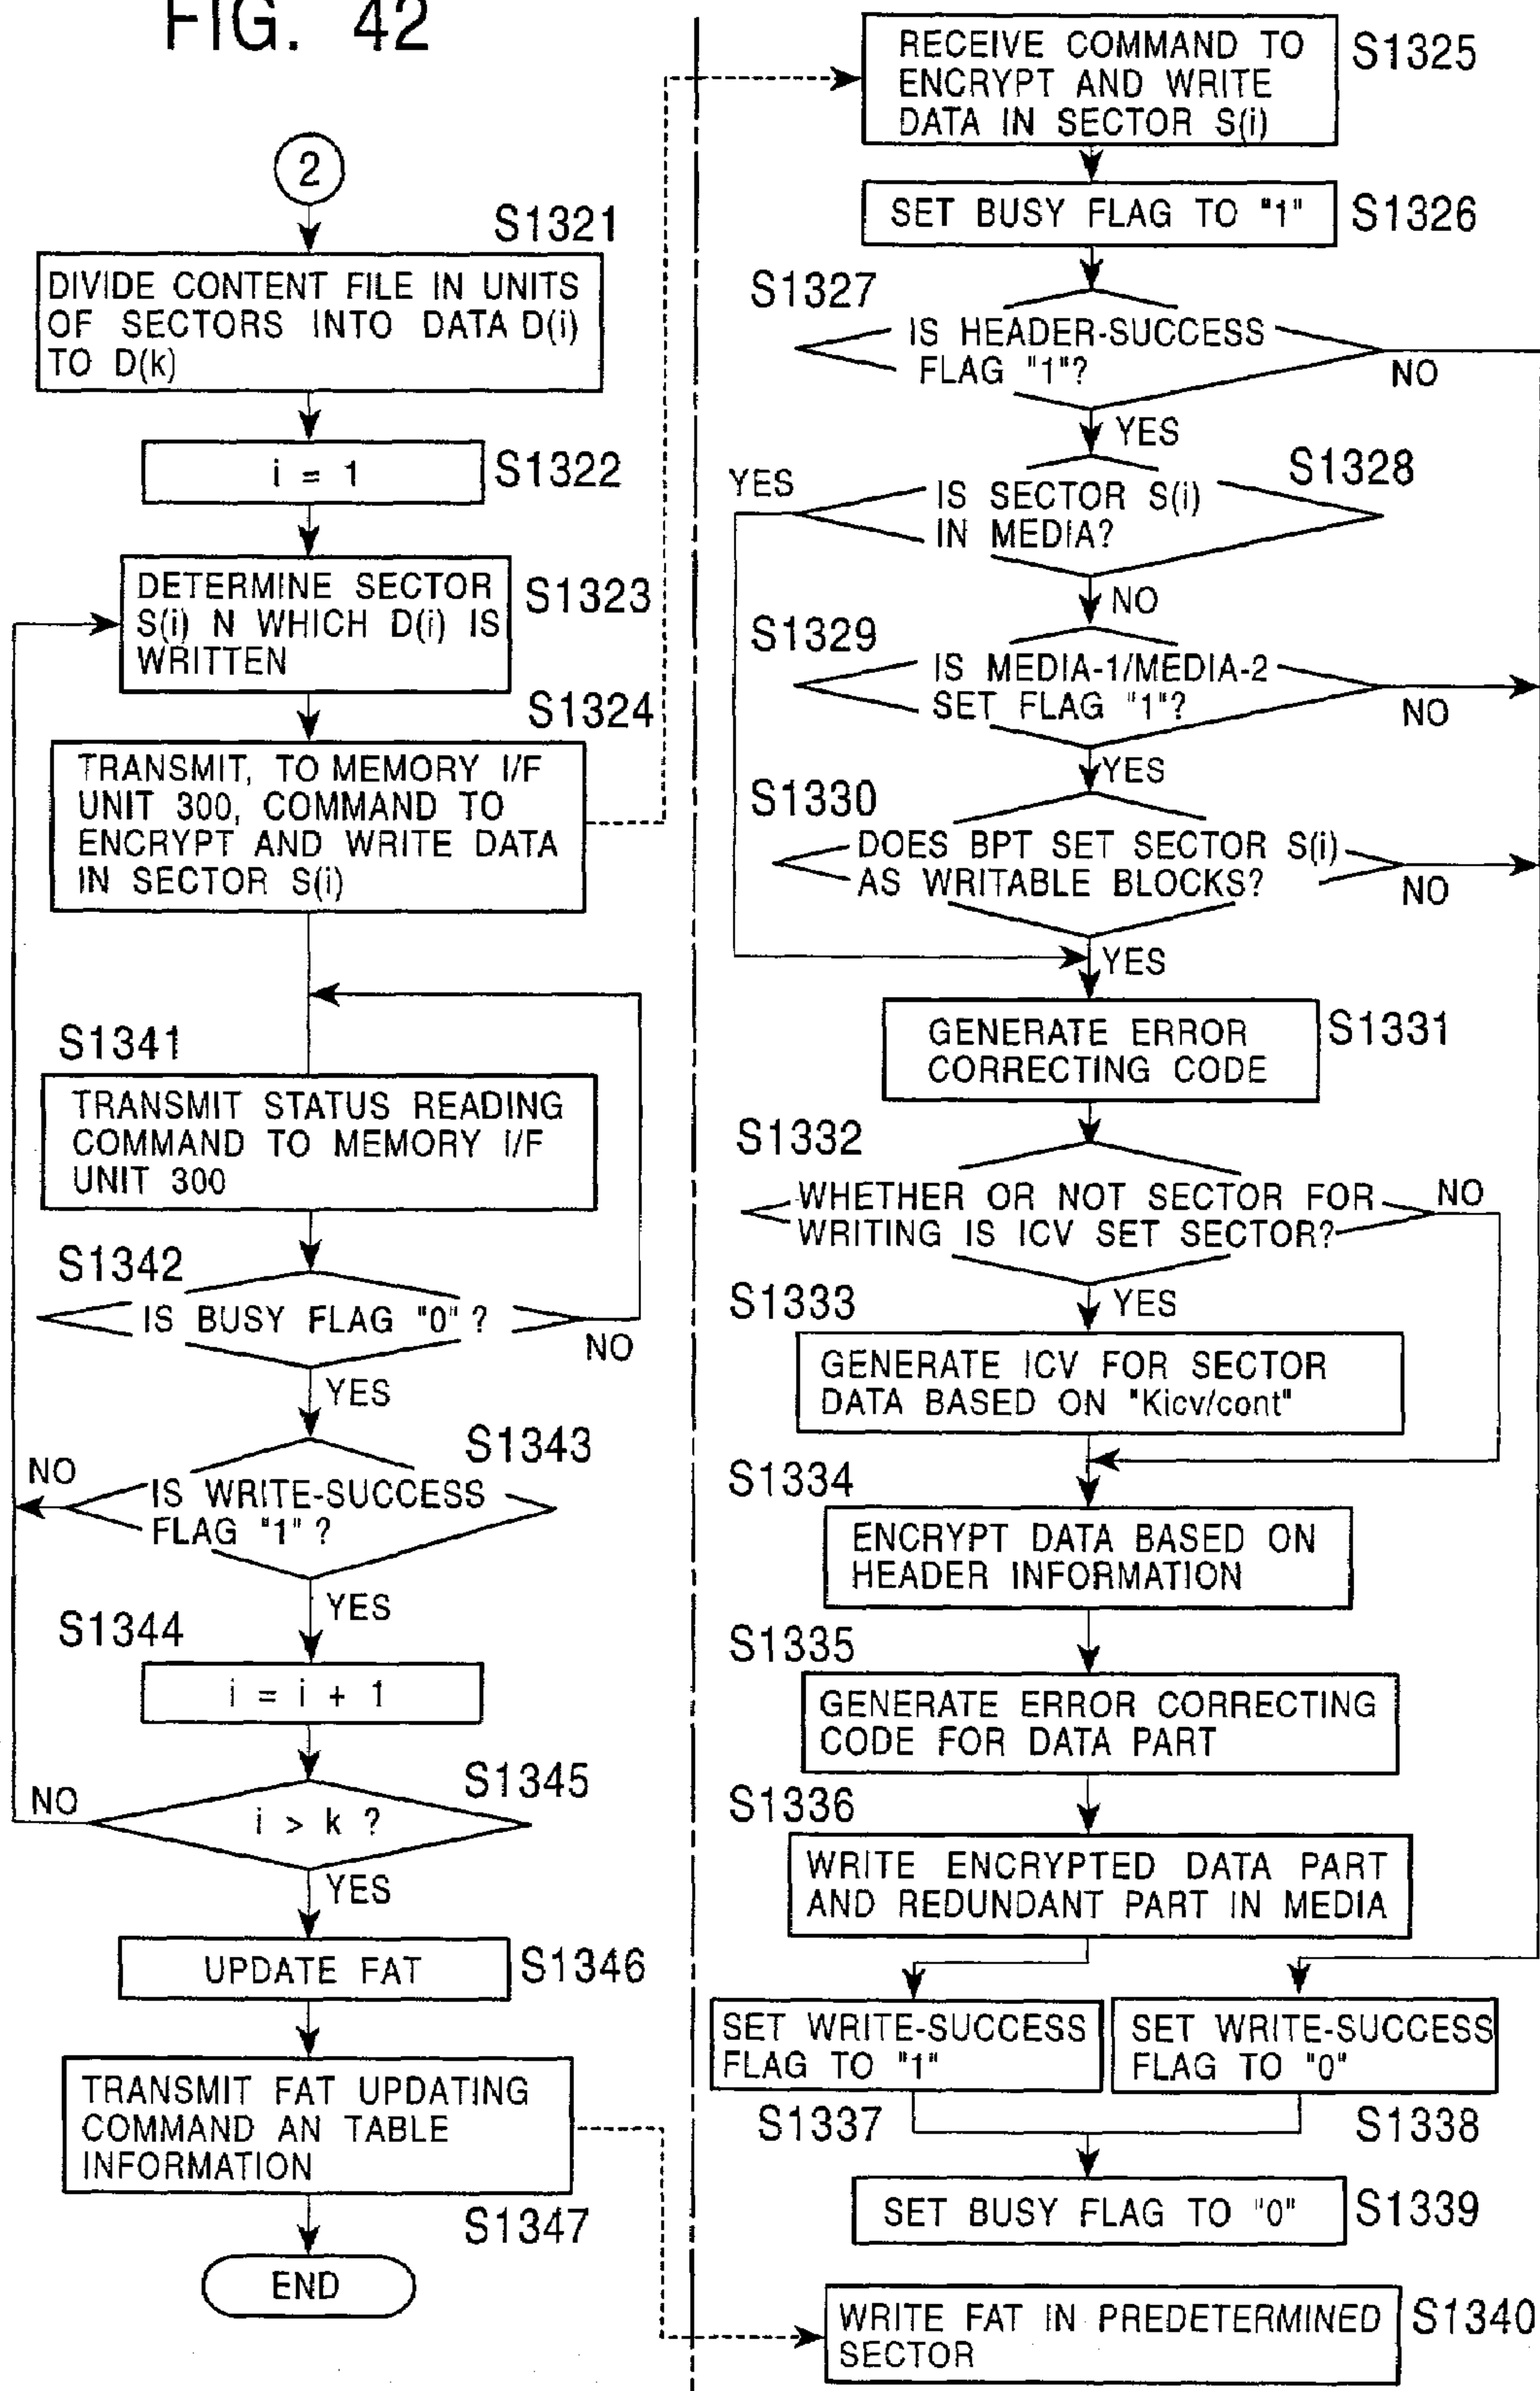 FIG. 42
2
S1321
DIVIDE CONTENT FILE IN UNITS
OF SECTORS INTO DATA D(i)
TO D(k)
i = 1
S1322
DETERMINE SECTOR
S(i) N WHICH D(i) IS
WRITTEN
S1323
S1324
TRANSMIT, TO MEMORY I/F
UNIT 300, COMMAND TO
ENCRYPT AND WRITE DATA
IN SECTOR S(i)
S1341
TRANSMIT STATUS READING
COMMAND TO MEMORY I/F
UNIT 300
S1342
IS BUSY FLAG "0" ?
NO
YES
S1343
NO
IS WRITE-SUCCESS
FLAG "1" ?
YES
S1344
i = i + 1
S1345
NO
i > k ?
YES
UPDATE FAT
S1346
TRANSMIT FAT UPDATING
COMMAND AN TABLE
INFORMATION
S1347
END
RECEIVE COMMAND TO
ENCRYPT AND WRITE
DATA IN SECTOR S(i)
S1325
SET BUSY FLAG TO "1"
S1326
S1327
IS HEADER-SUCCESS
FLAG "1"?
NO
YES
S1328
YES
IS SECTOR S(i)
IN MEDIA?
NO
S1329
IS MEDIA-1/MEDIA-2
SET FLAG "1"?
NO
YES
S1330
DOES BPT SET SECTOR S(i)
AS WRITABLE BLOCKS?
NO
YES
GENERATE ERROR
CORRECTING CODE
S1331
S1332
WHETHER OR NOT SECTOR FOR
WRITING IS ICV SET SECTOR?
NO
YES
S1333
GENERATE ICV FOR SECTOR
DATA BASED ON "Kicv/cont"
S1334
ENCRYPT DATA BASED ON
HEADER INFORMATION
S1335
GENERATE ERROR CORRECTING
CODE FOR DATA PART
S1336
WRITE ENCRYPTED DATA PART
AND REDUNDANT PART IN MEDIA
SET WRITE-SUCCESS
FLAG TO "1"
S1337
SET WRITE-SUCCESS
FLAG TO "0"
S1338
SET BUSY FLAG TO "0"
S1339
WRITE FAT IN PREDETERMINED
SECTOR
S1340